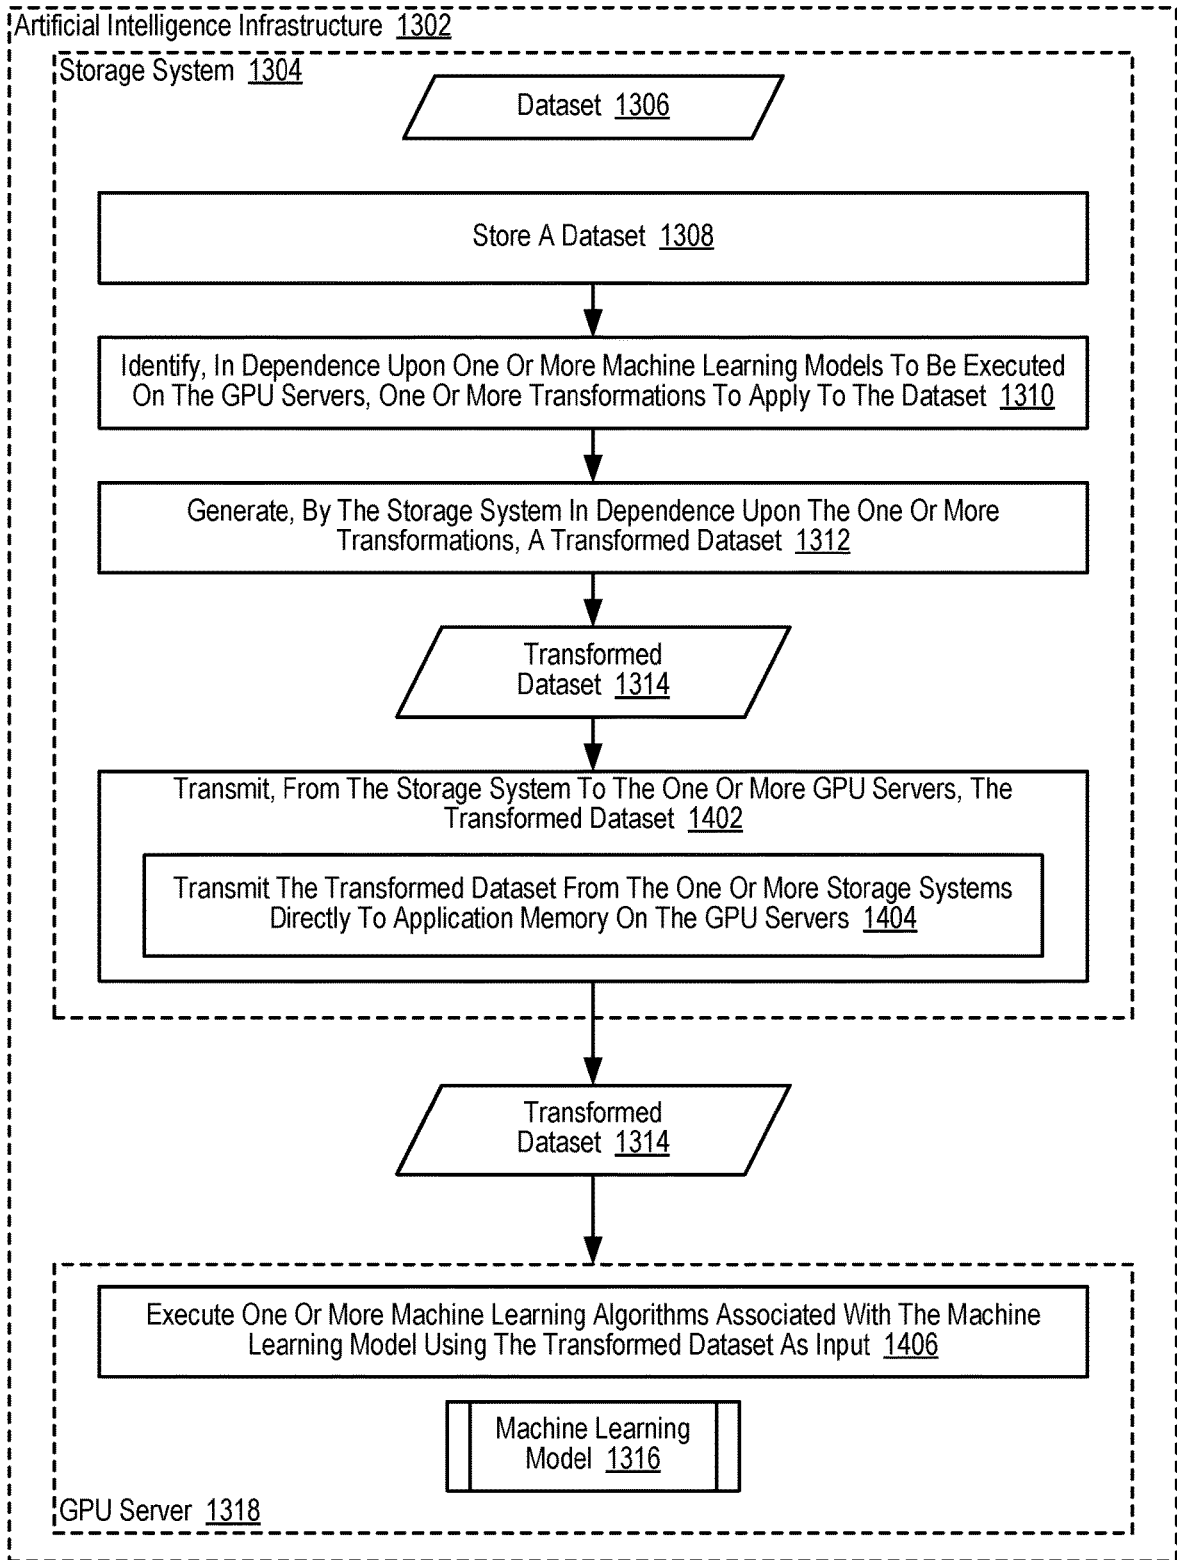 Artificial Intelligence Infrastructure 1302
Storage System 1304
Dataset 1306
Store A Dataset 1308
Identify, In Dependence Upon One Or More Machine Learning Models To Be Executed
On The GPU Servers, One Or More Transformations To Apply To The Dataset 1310
Generate, By The Storage System In Dependence Upon The One Or More
Transformations, A Transformed Dataset 1312
Transformed
Dataset 1314
Transmit, From The Storage System To The One Or More GPU Servers, The
Transformed Dataset 1402
Transmit The Transformed Dataset From The One Or More Storage Systems
Directly To Application Memory On The GPU Servers 1404
Transformed
Dataset 1314
Execute One Or More Machine Learning Algorithms Associated With The Machine
Learning Model Using The Transformed Dataset As Input 1406
Machine Learning
Model 1316
GPU Server 1318